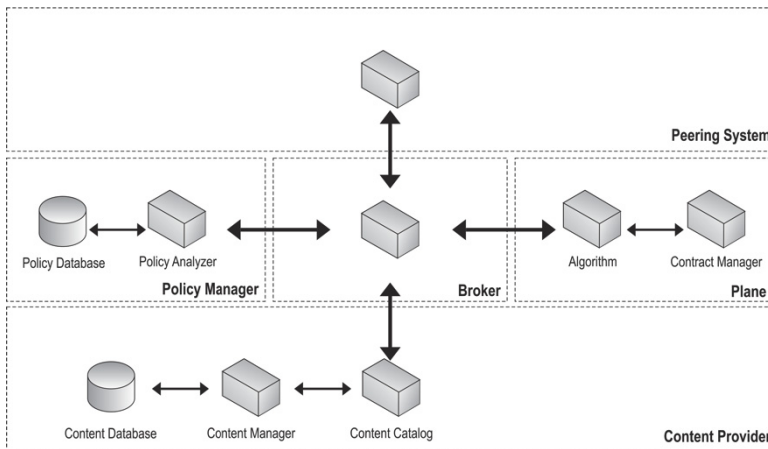 Peering System
Policy Database
Policy Analyzer
Policy Manager
Broker
Algorithm
Contract Manager
Plane
Content Database
Content Manager
Content Catalog
Content Provider